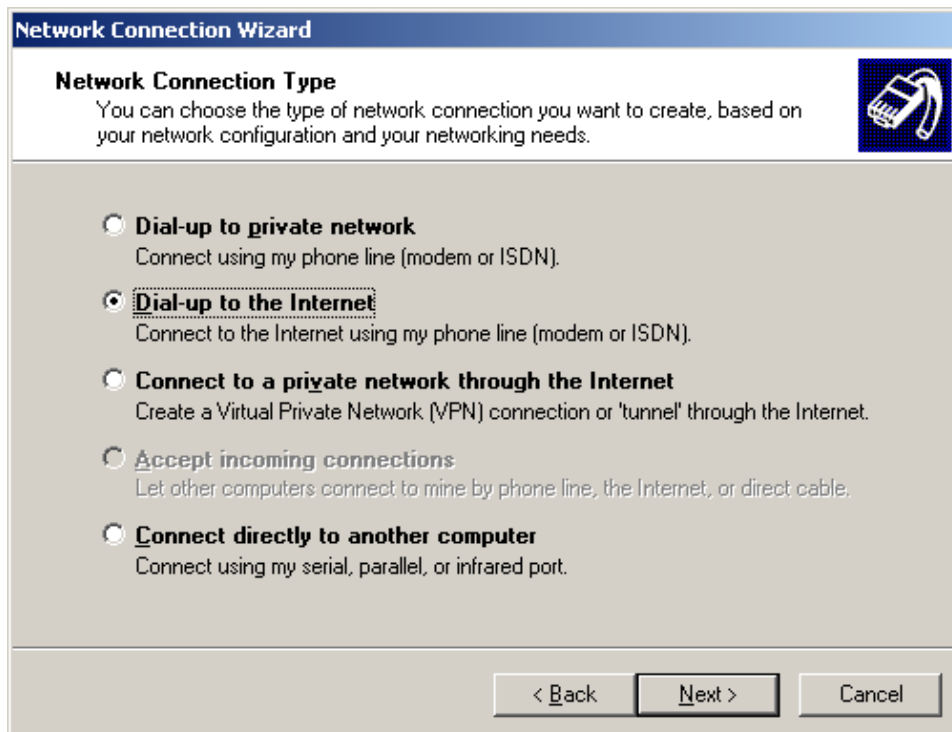 Network Connection Wizard
Network Connection Type
You can choose the type of network connection you want to create, based on
your network configuration and your networking needs.
Dial-up to private network
Connect using my phone line (modem or ISDN).
Dial-up to the Internet
Connect to the Internet using my phone line (modem or ISDN).
Connect to a private network through the Internet
Create a Virtual Private Network (VPN) connection or 'tunnel' through the Internet.
Accept incoming connections
Let other computers connect to mine by phone line, the Internet, or direct cable.
Connect directly to another computer
Connect using my serial, parallel, or infrared port.
< Back Next > Cancel